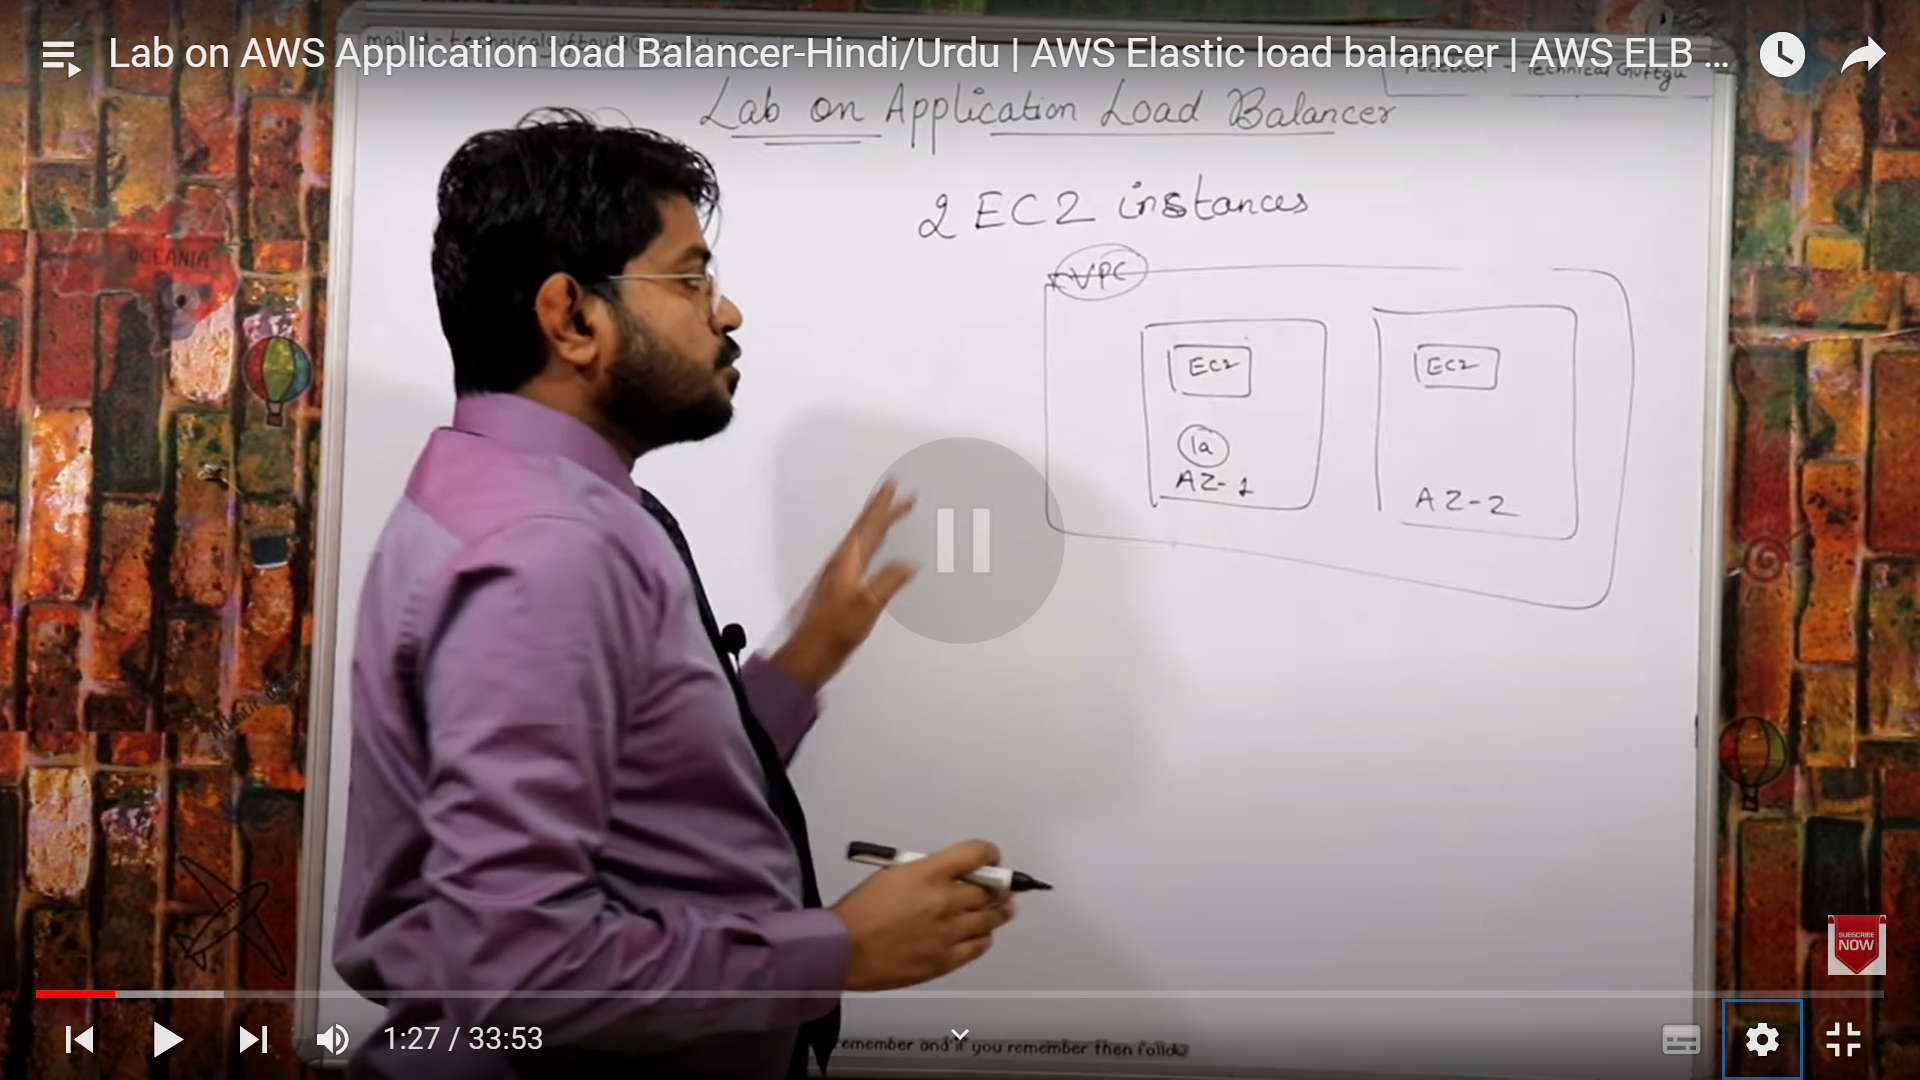 Lab on AWS Application load Balancer-Hindi/Urdu | AWS Elastic load balancer | AWS ELB ...
Facebook - Technical Guftgu
Lab on Application Load Balancer
2 EC2 instances
VPC
EC2
EC2
1a
AZ-1
AZ-2
OCEANIA
SUBSCRIBE
NOW
1:27 / 33:53
emember and if you remember then follow